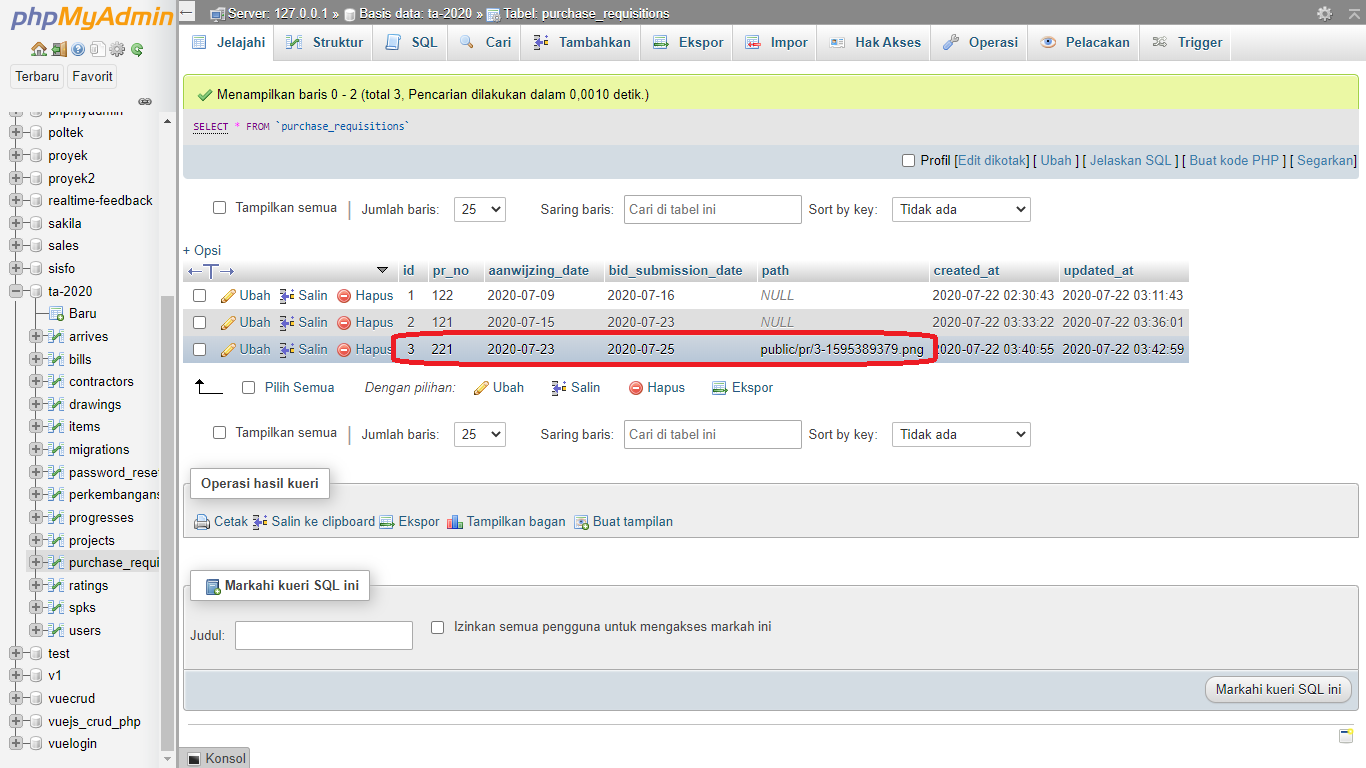 phpMyAdmin
Server: 127.0.0.1 » Basis data: ta-2020 » Tabel: purchase_requisitions
Jelajahi Struktur SQL Cari Tambahkan Ekspor Impor Hak Akses Operasi Pelacakan Trigger
Terbaru Favorit
phpmyadmin
poltek
proyek
proyek2
realtime-feedback
sakila
sales
sisfo
ta-2020
Baru
arrives
bills
contractors
drawings
items
migrations
password_rese
perkembangans
progresses
projects
purchase_requi
ratings
spks
users
test
v1
vuecrud
vuejs_crud_php
vuelogin
Menampilkan baris 0 - 2 (total 3, Pencarian dilakukan dalam 0,0010 detik.)
SELECT * FROM `purchase_requisitions`
Profil [Edit dikotak] [ Ubah ] [ Jelaskan SQL ] [ Buat kode PHP ] [ Segarkan]
Tampilkan semua | Jumlah baris: 25 Saring baris: Cari di tabel ini Sort by key: Tidak ada
+ Opsi
←T→ id pr_no aanwijzing_date bid_submission_date path created_at updated_at
Ubah Salin Hapus 1 122 2020-07-09 2020-07-16 NULL 2020-07-22 02:30:43 2020-07-22 03:11:43
Ubah Salin Hapus 2 121 2020-07-15 2020-07-23 NULL 2020-07-22 03:33:22 2020-07-22 03:36:01
Ubah Salin Hapus 3 221 2020-07-23 2020-07-25 public/pr/3-1595389379.png 2020-07-22 03:40:55 2020-07-22 03:42:59
Pilih Semua Dengan pilihan: Ubah Salin Hapus Ekspor
Tampilkan semua | Jumlah baris: 25 Saring baris: Cari di tabel ini Sort by key: Tidak ada
Operasi hasil kueri
Cetak Salin ke clipboard Ekspor Tampilkan bagan Buat tampilan
Markahi kueri SQL ini
Judul: Izinkan semua pengguna untuk mengakses markah ini
Markahi kueri SQL ini
Konsol